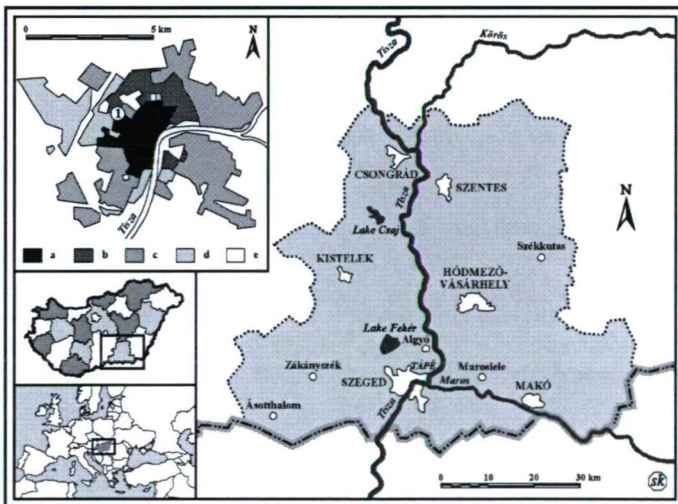 0 5 km
N
1
Tisza
a b c d e
Tisza
Körös
CSONGRÁD
Tisza
SZENTES
N
Lake Csaj
Székkutas
KISTELEK
HÓDMEZŐ-
VÁSÁRHELY
Lake Fehér
Algyő
Zákányszék
TÁPÉ
Maroslele
SZEGED
Maros
MAKÓ
Tisza
Ásotthalom
0 10 20 30 km
sk